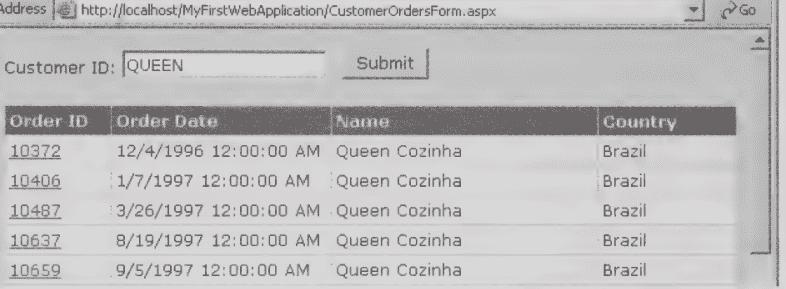 Address http://localhost/MyFirstWebApplication/CustomerOrdersForm.aspx Go
Customer ID: QUEEN Submit
Order ID Order Date Name Country
10372 12/4/1996 12:00:00 AM Queen Cozinha Brazil
10406 1/7/1997 12:00:00 AM Queen Cozinha Brazil
10487 3/26/1997 12:00:00 AM Queen Cozinha Brazil
10637 8/19/1997 12:00:00 AM Queen Cozinha Brazil
10659 9/5/1997 12:00:00 AM Queen Cozinha Brazil